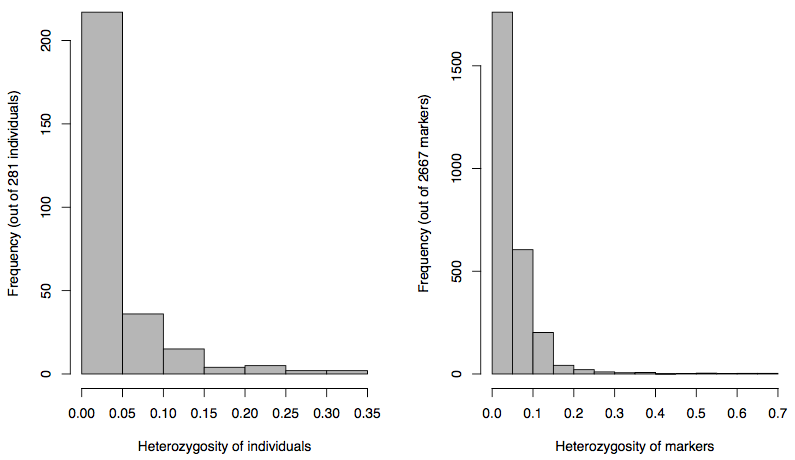 Frequency (out of 281 individuals)
200
150
100
50
0
0.00 0.05 0.10 0.15 0.20 0.25 0.30 0.35
Heterozygosity of individuals
Frequency (out of 2667 markers)
1500
1000
500
0
0.0 0.1 0.2 0.3 0.4 0.5 0.6 0.7
Heterozygosity of markers